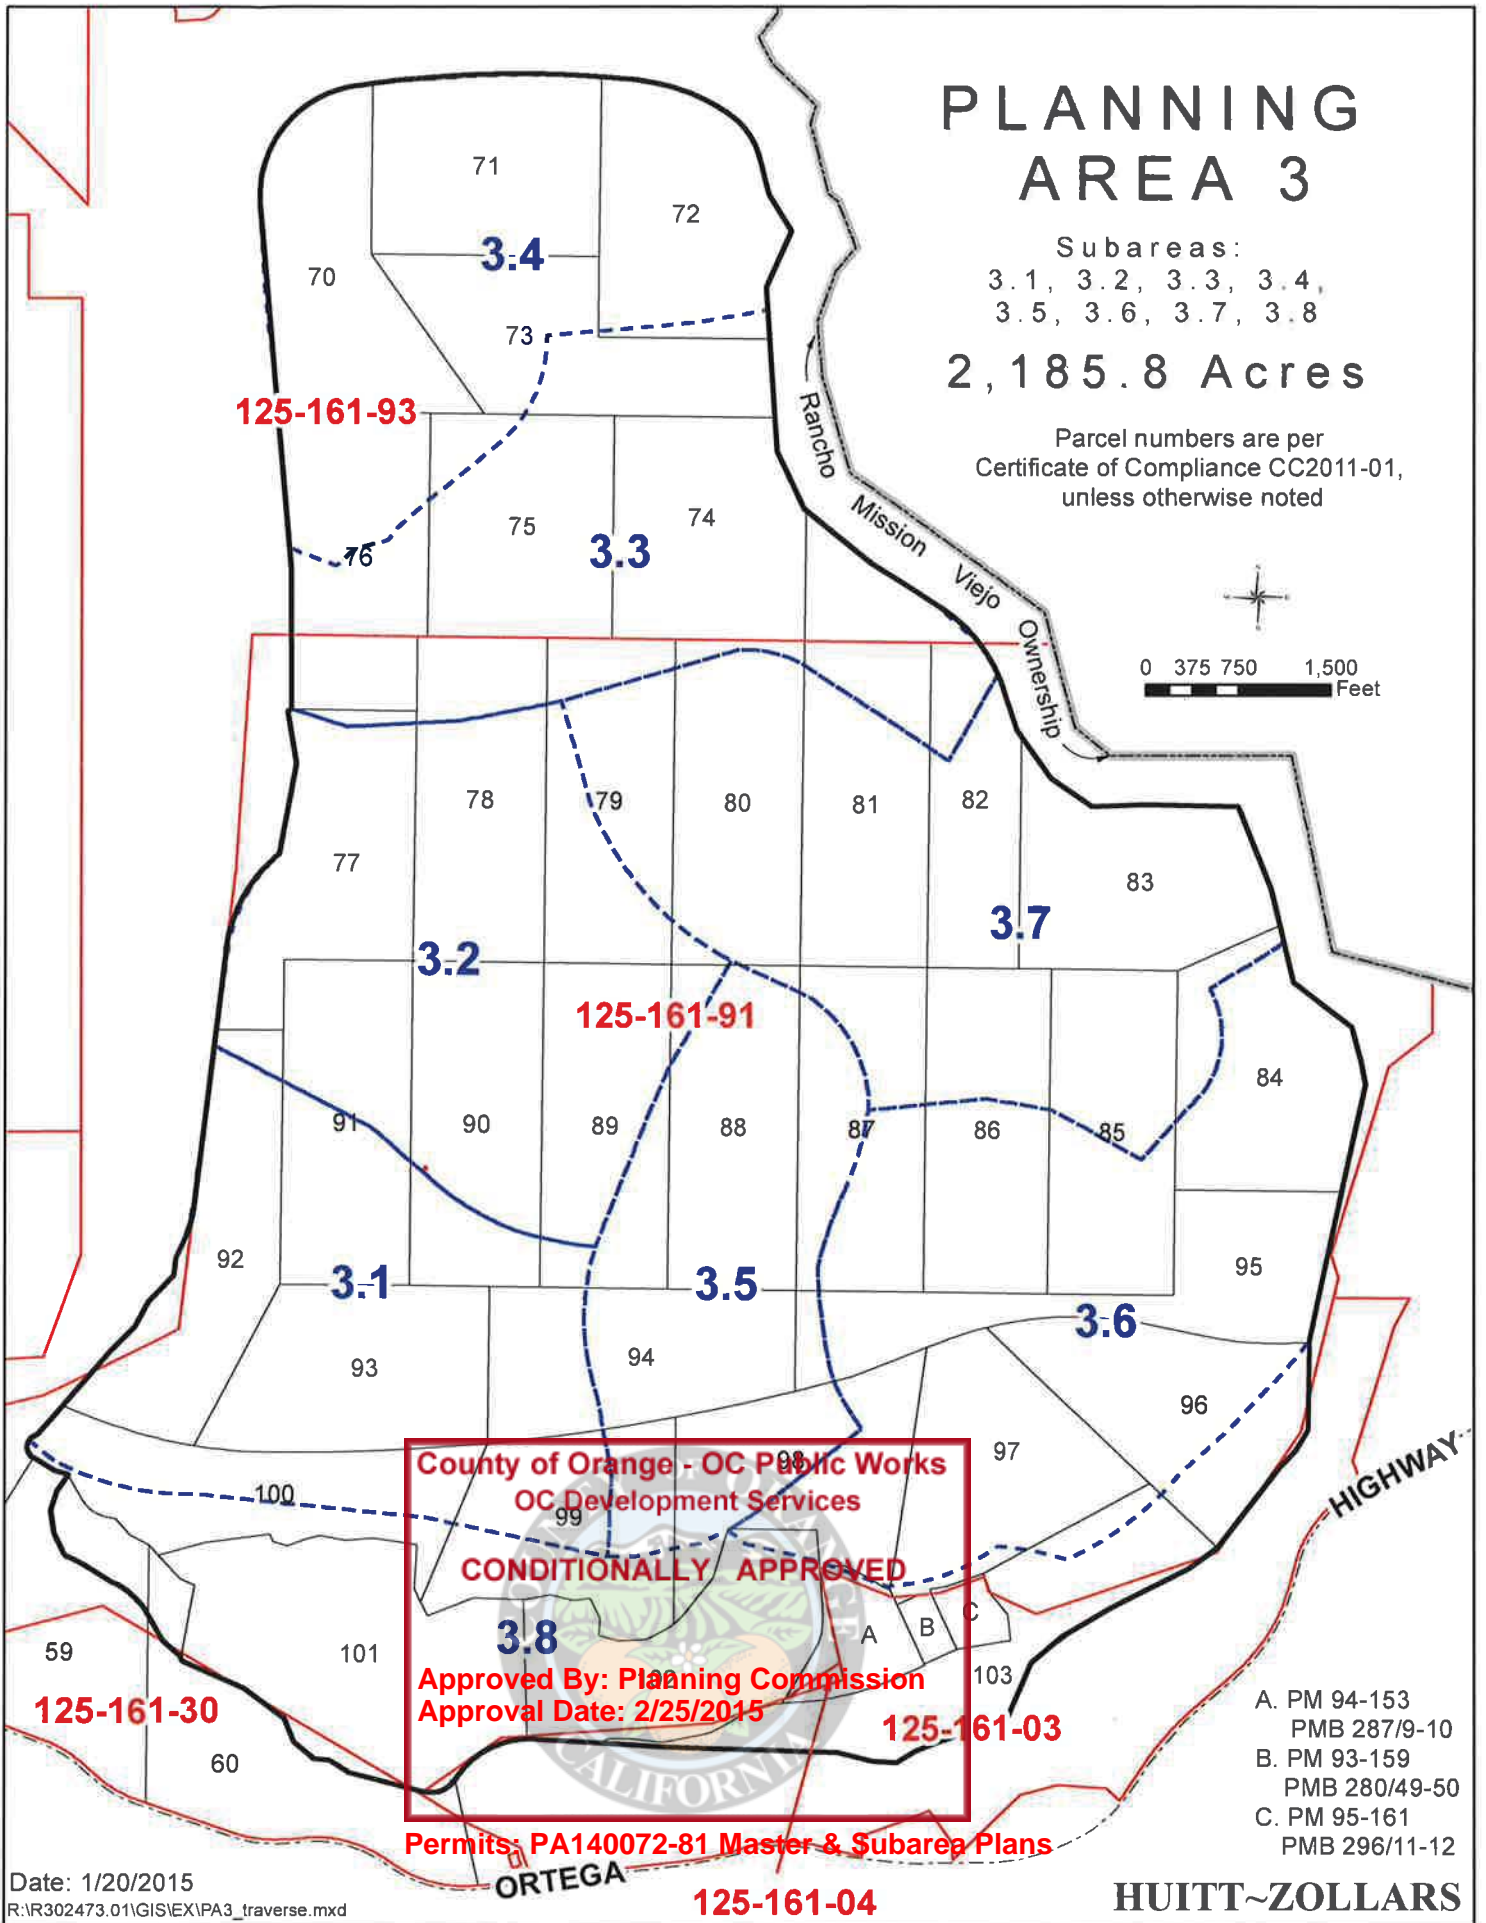 PLANNING
AREA 3
Subareas:
3.1, 3.2, 3.3, 3.4,
3.5, 3.6, 3.7, 3.8
2,185.8 Acres
Parcel numbers are per
Certificate of Compliance CC2011-01,
unless otherwise noted
0 375 750 1,500
Feet
Rancho Mission Viejo Ownership
71
72
3.4
70
73
125-161-93
75
74
3.3
76
78
79
80
81
82
77
83
3.7
3.2
125-161-91
84
91
90
89
88
87
86
85
92
95
3.1
3.5
3.6
93
94
96
97
98
100
99
HIGHWAY
County of Orange - OC Public Works
OC Development Services
CONDITIONALLY APPROVED
3.8
A
B
C
59
101
102
103
Approved By: Planning Commission
Approval Date: 2/25/2015
125-161-30
125-161-03
60
CALIFORNIA
A. PM 94-153
PMB 287/9-10
B. PM 93-159
PMB 280/49-50
C. PM 95-161
PMB 296/11-12
Permits: PA140072-81 Master & Subarea Plans
ORTEGA
125-161-04
Date: 1/20/2015
R:\R302473.01\GIS\EX\PA3_traverse.mxd
HUITT~ZOLLARS